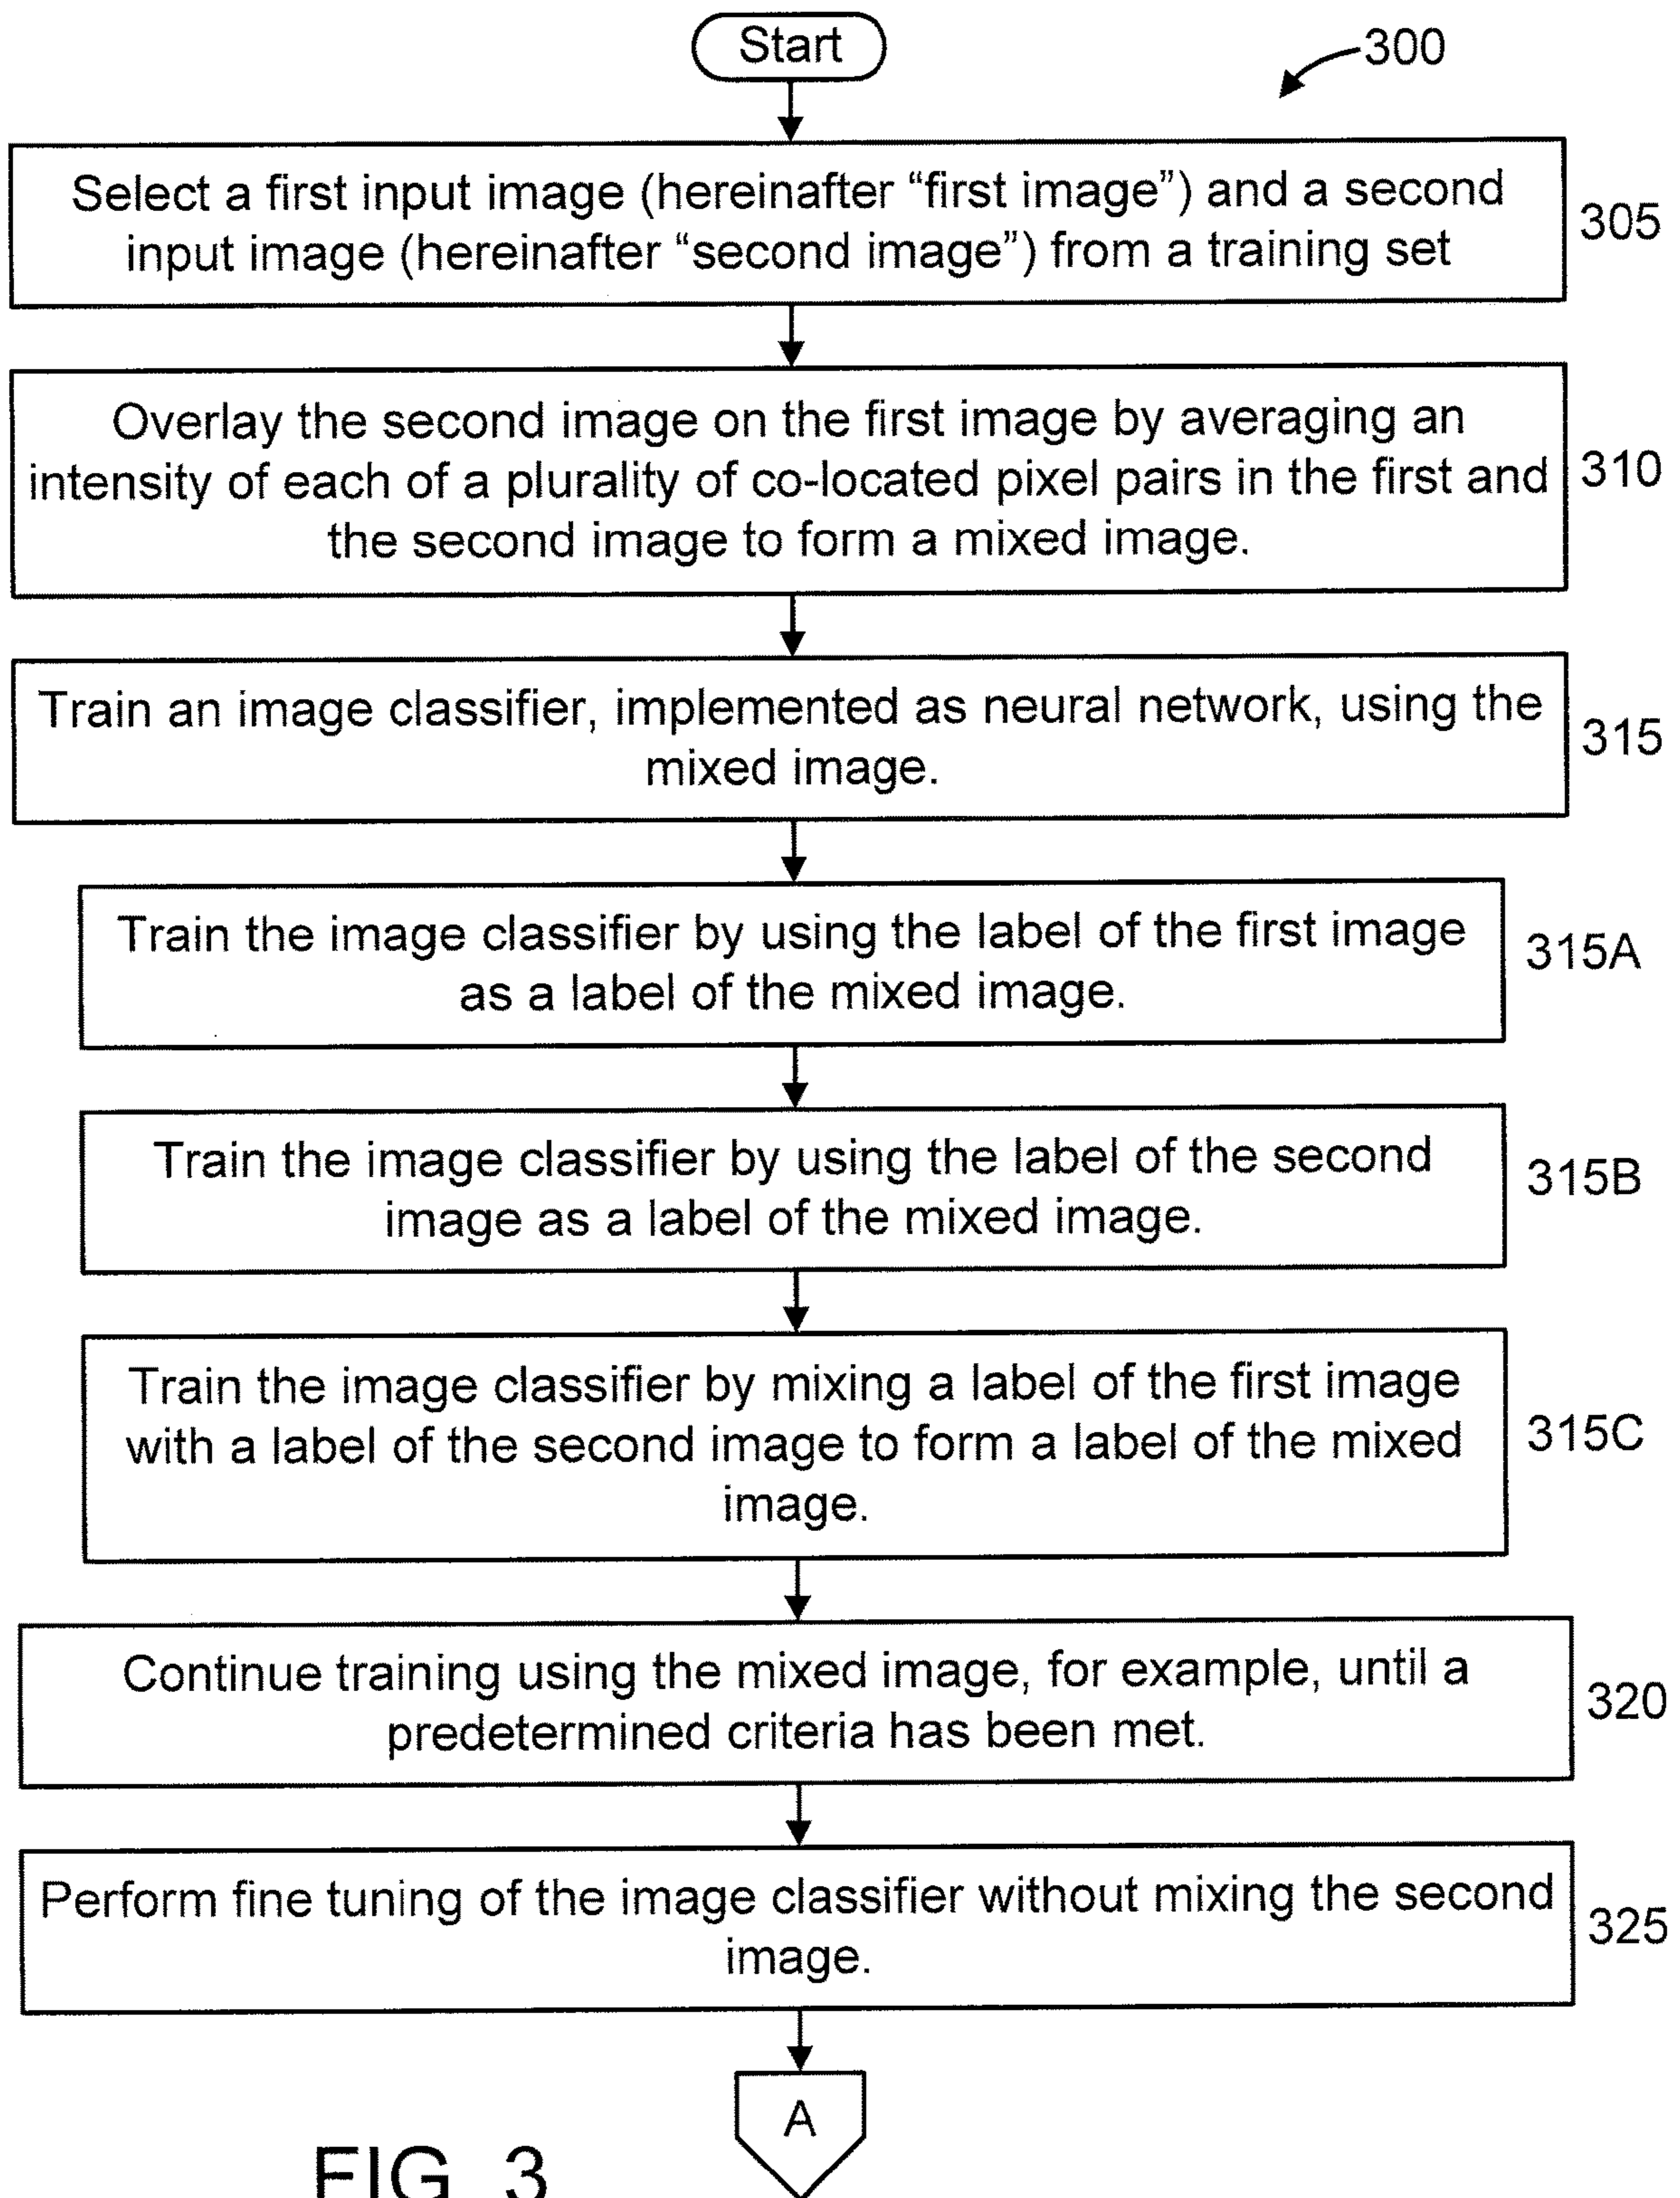 Start
300
Select a first input image (hereinafter “first image”) and a second
input image (hereinafter “second image”) from a training set
305
Overlay the second image on the first image by averaging an
intensity of each of a plurality of co-located pixel pairs in the first and
the second image to form a mixed image.
310
Train an image classifier, implemented as neural network, using the
mixed image.
315
Train the image classifier by using the label of the first image
as a label of the mixed image.
315A
Train the image classifier by using the label of the second
image as a label of the mixed image.
315B
Train the image classifier by mixing a label of the first image
with a label of the second image to form a label of the mixed
image.
315C
Continue training using the mixed image, for example, until a
predetermined criteria has been met.
320
Perform fine tuning of the image classifier without mixing the second
image.
325
A
FIG. 3